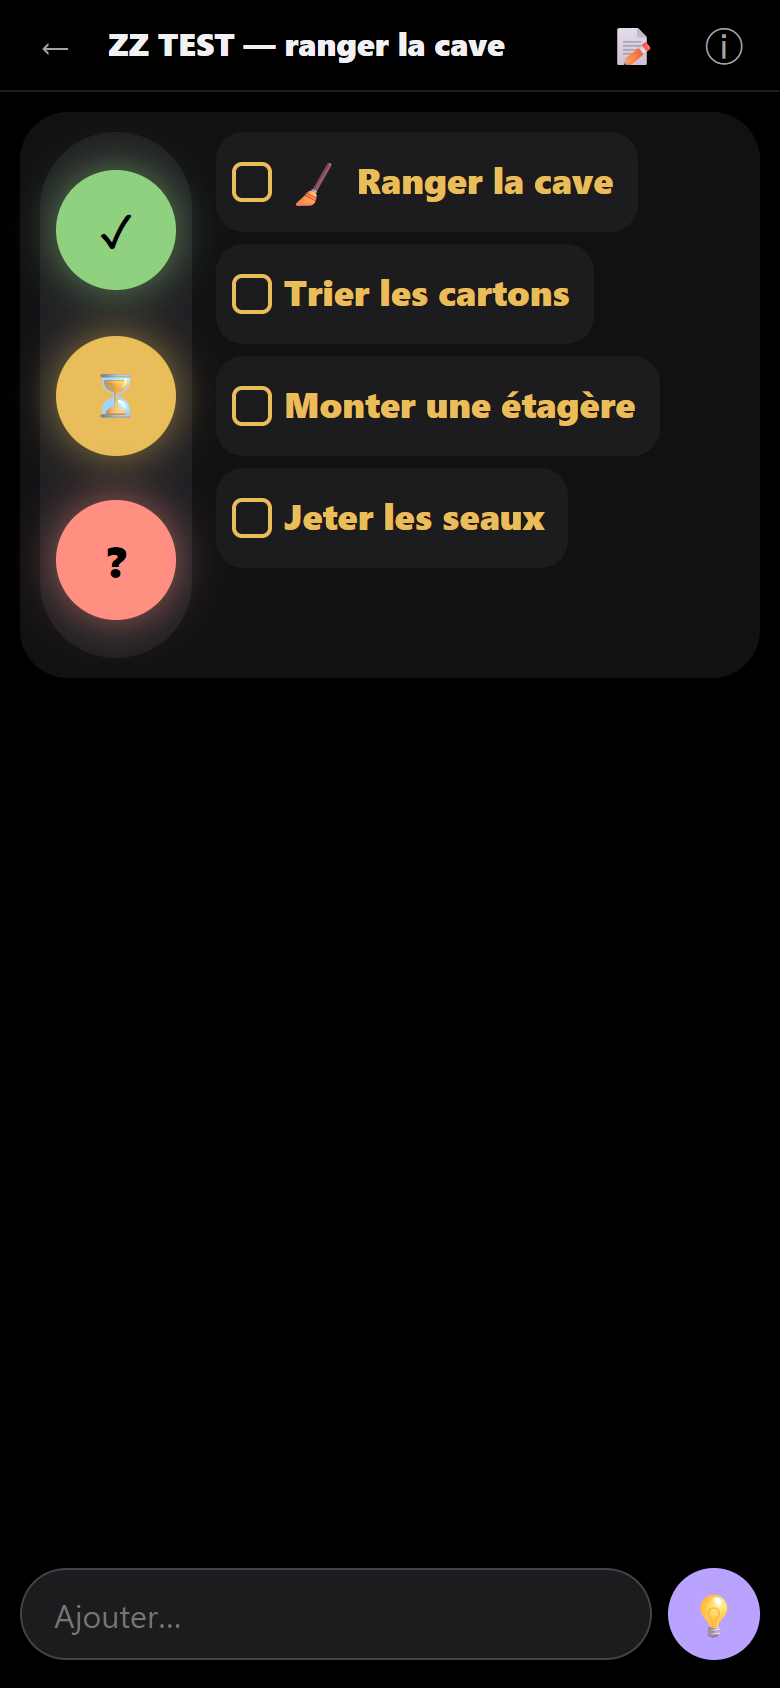 ZZ TEST — ranger la cave
Ranger la cave
Trier les cartons
Monter une étagère
?
Jeter les seaux
Ajouter...